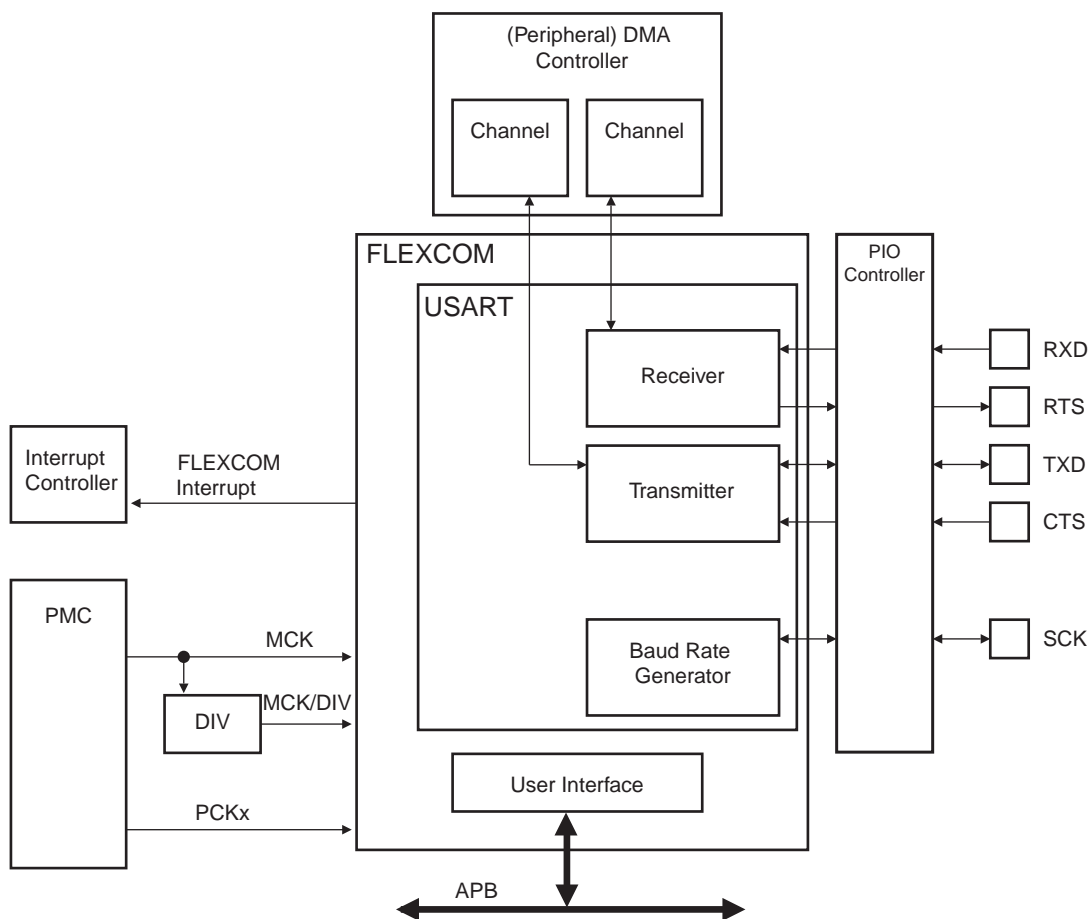 (Peripheral) DMA
Controller
Channel
Channel
FLEXCOM
USART
PIO
Controller
Receiver
RXD
RTS
Interrupt
Controller
FLEXCOM
Interrupt
Transmitter
TXD
CTS
PMC
MCK
DIV
MCK/DIV
PCKx
Baud Rate
Generator
SCK
User Interface
APB